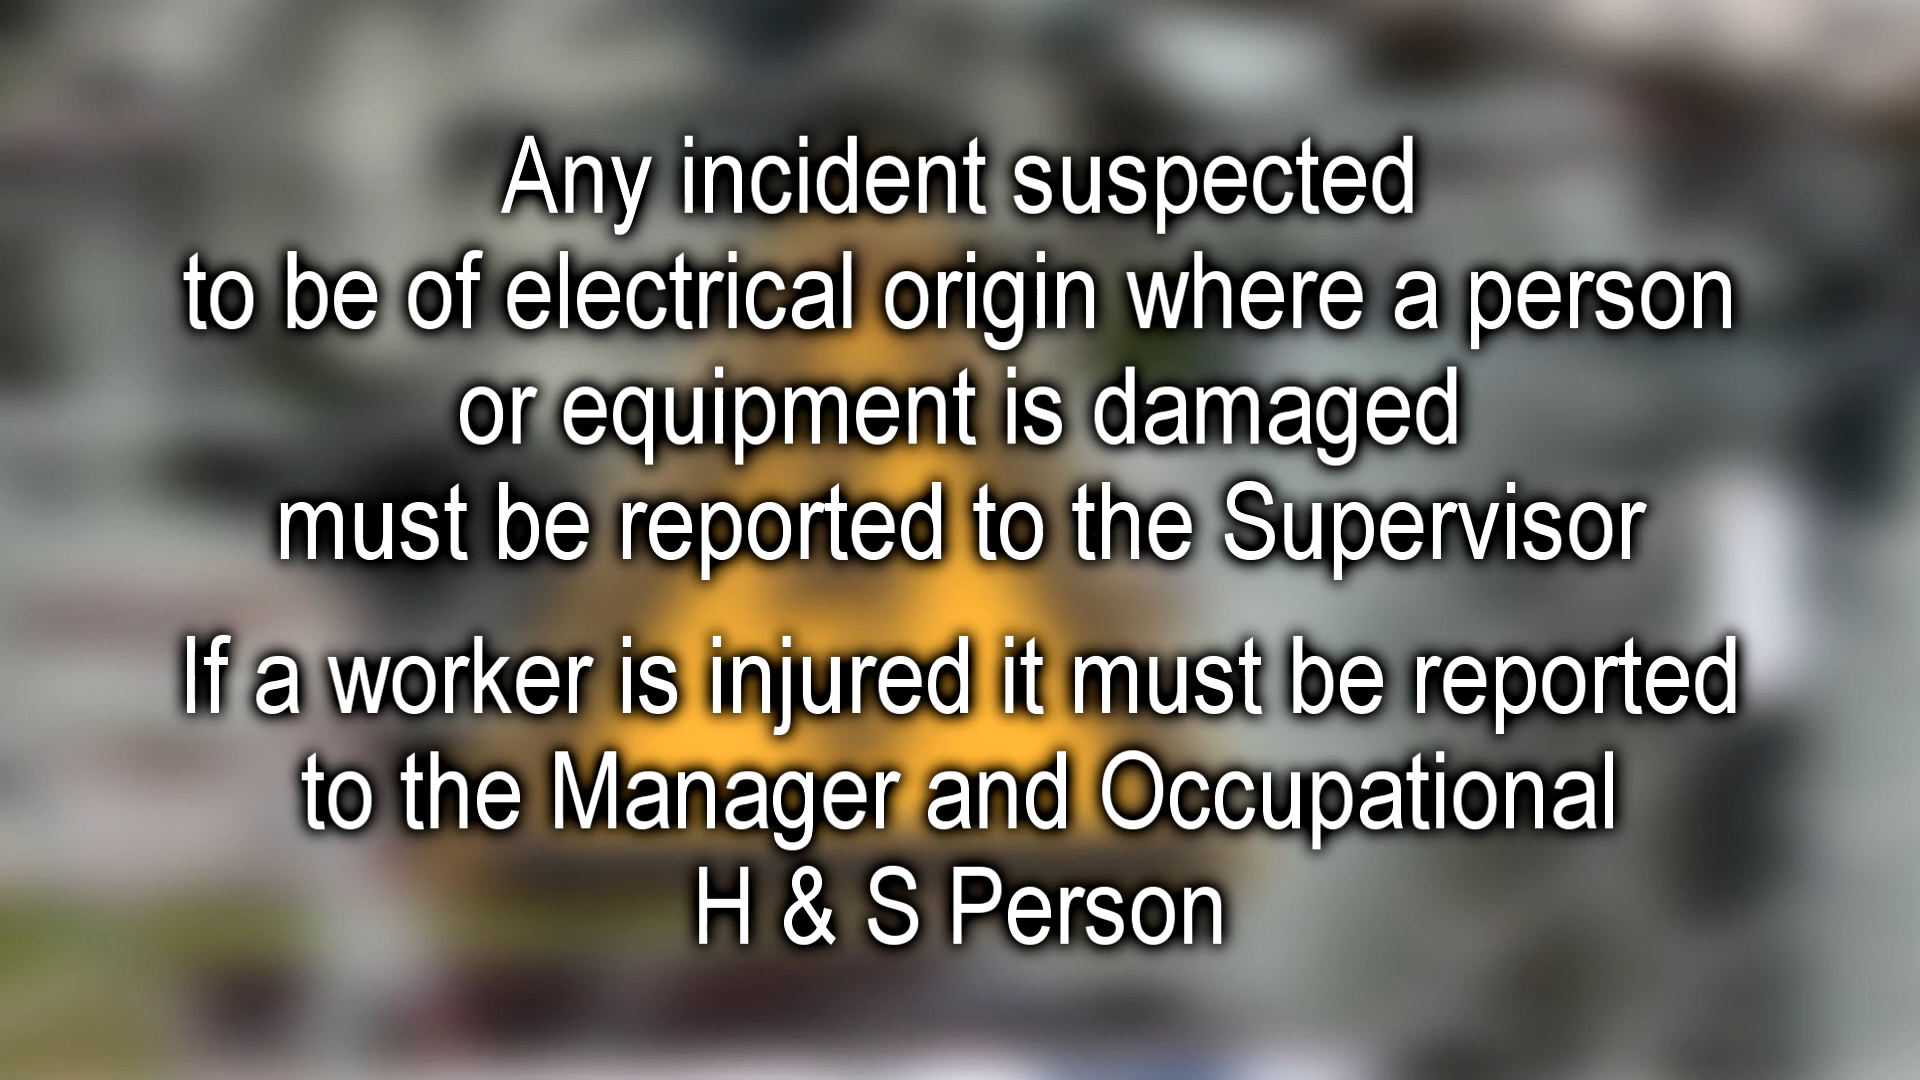 Any incident suspected
to be of electrical origin where a person
or equipment is damaged
must be reported to the Supervisor
If a worker is injured it must be reported
to the Manager and Occupational
H & S Person